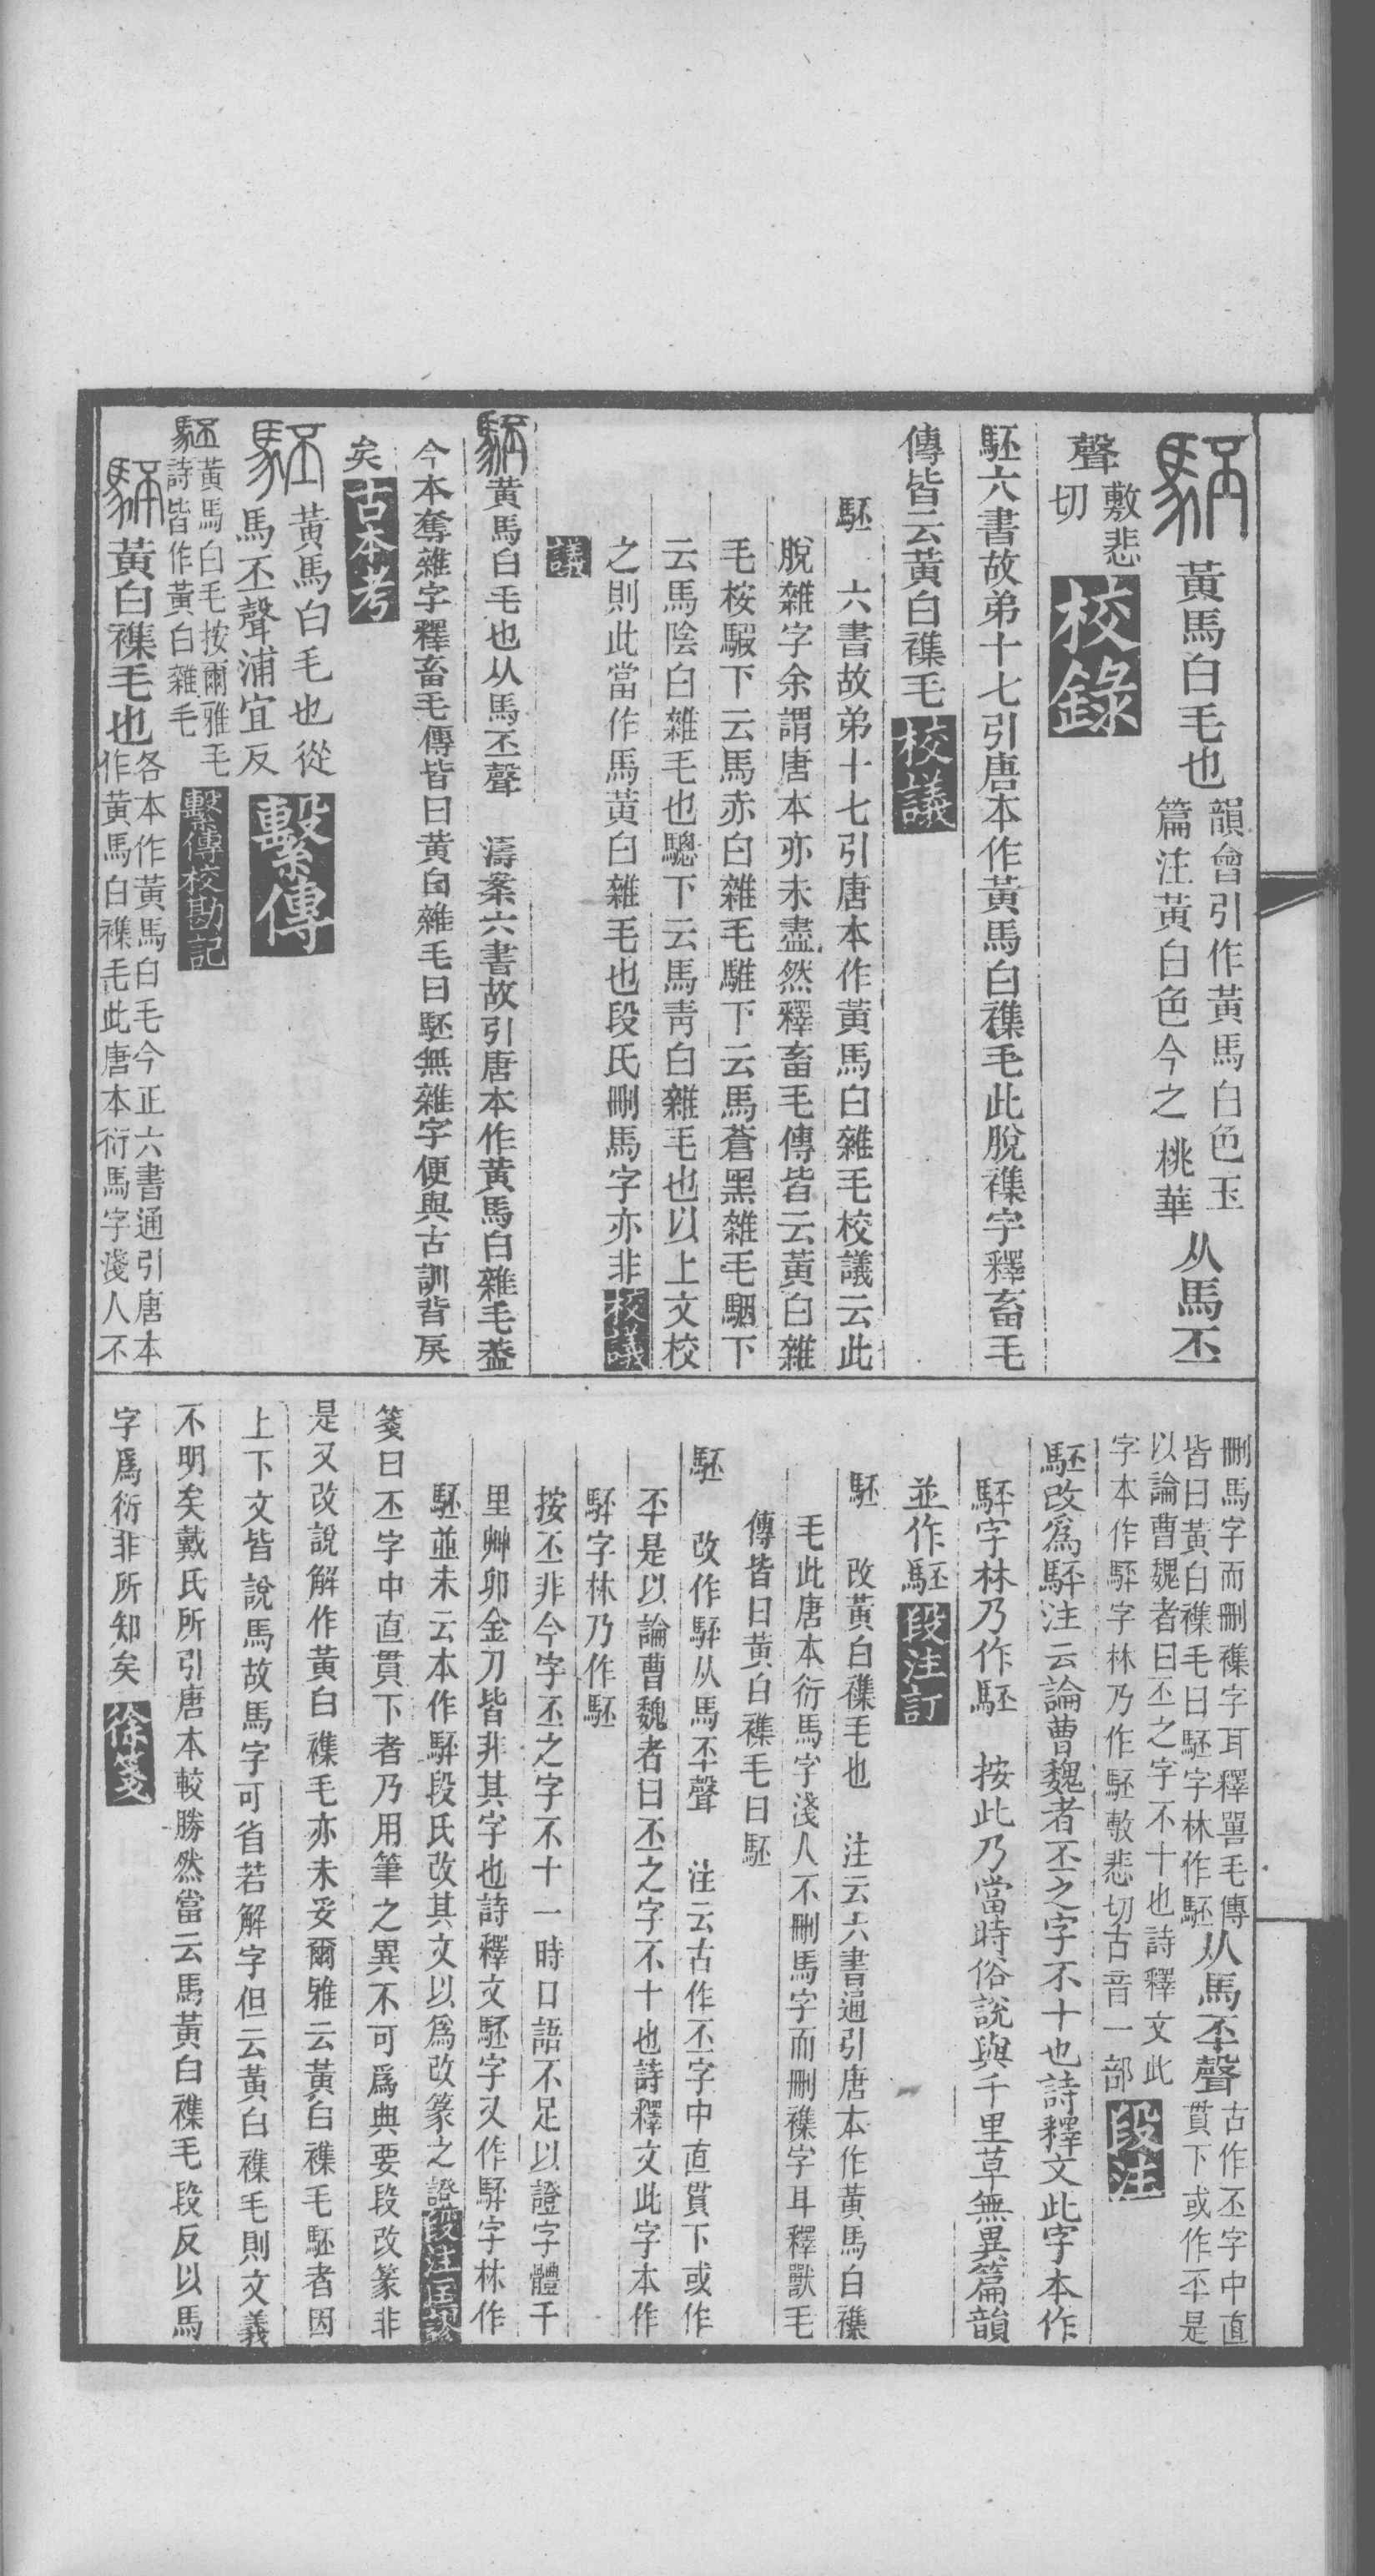 駓黃馬白毛也韻會引作黃馬白色玉
篇注黃白色今之桃華从馬丕
聲敷悲
切校錄
駓六書故弟十七引唐本作黃馬白襍毛此脫襍字釋畜毛
傳皆云黃白襍毛校議
駓　六書故弟十七引唐本作黃馬白雜毛校議云此
脫雜字余謂唐本亦未盡然釋畜毛傳皆云黃白雜
毛桉騢下云馬赤白雜毛騅下云馬蒼黑雜毛駰下
云馬陰白雜毛也驄下云馬靑白雜毛也以上文校
之則此當作馬黃白雜毛也段氏刪馬字亦非校議
議
駓黃馬白毛也从馬丕聲　濤案六書故引唐本作黃馬白雜毛葢
今本奪雜字釋畜毛傳皆曰黃白雜毛曰駓無雜字便與古訓背戾
矣古本考
駓黃馬白毛也從
馬丕聲浦宜反繫傳
駓黃馬白毛按爾雅毛
詩皆作黃白雜毛繫傳校勘記
駓黃白襍毛也各本作黃馬白毛今正六書通引唐本
作黃馬白襍毛此唐本衍馬字淺人不
刪馬字而刪襍字耳釋嘼毛傳
皆曰黃白襍毛曰駓字林作駓从馬丕聲古作丕字中直
貫下或作丕是
以論曹魏者曰丕之字不十也詩釋文此
字本作駓字林乃作駓敷悲切古音一部段注
駓改爲駓注云論曹魏者丕之字不十也詩釋文此字本作
駓字林乃作駓　按此乃當時俗說與千里草無異篇韻
並作駓段注訂
駓　改黃白襍毛也　注云六書通引唐本作黃馬白襍
毛此唐本衍馬字淺人不刪馬字而刪襍字耳釋獸毛
傳皆曰黃白襍毛曰駓
駓　改作駓从馬丕聲　注云古作丕字中直貫下或作
丕是以論曹魏者曰丕之字不十也詩釋文此字本作
駓字林乃作駓
按丕非今字丕之字不十一時口語不足以證字體千
里艸卯金刀皆非其字也詩釋文駓字又作駓字林作
駓並未云本作駓段氏改其文以爲改篆之證段注匡謬
箋曰丕字中直貫下者乃用筆之異不可爲典要段改篆非
是又改說解作黃白襍毛亦未妥爾雅云黃白襍毛駓者因
上下文皆說馬故馬字可省若解字但云黃白襍毛則文義
不明矣戴氏所引唐本較勝然當云馬黃白襍毛段反以馬
字爲衍非所知矣徐箋